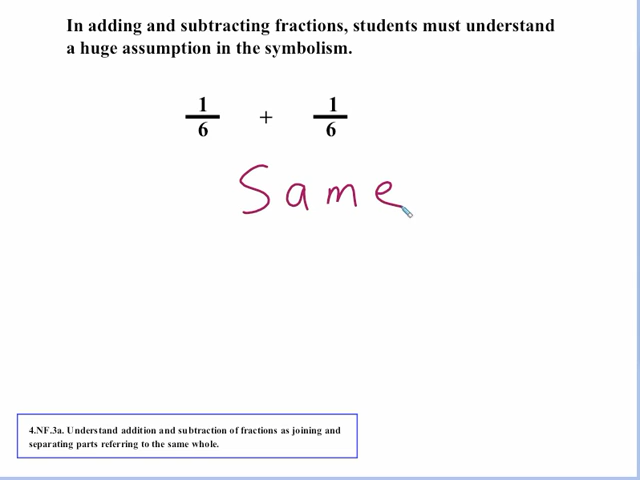 In adding and subtracting fractions, students must understand
a huge assumption in the symbolism.
1/6 + 1/6
Same
4.NF.3a. Understand addition and subtraction of fractions as joining and
separating parts referring to the same whole.